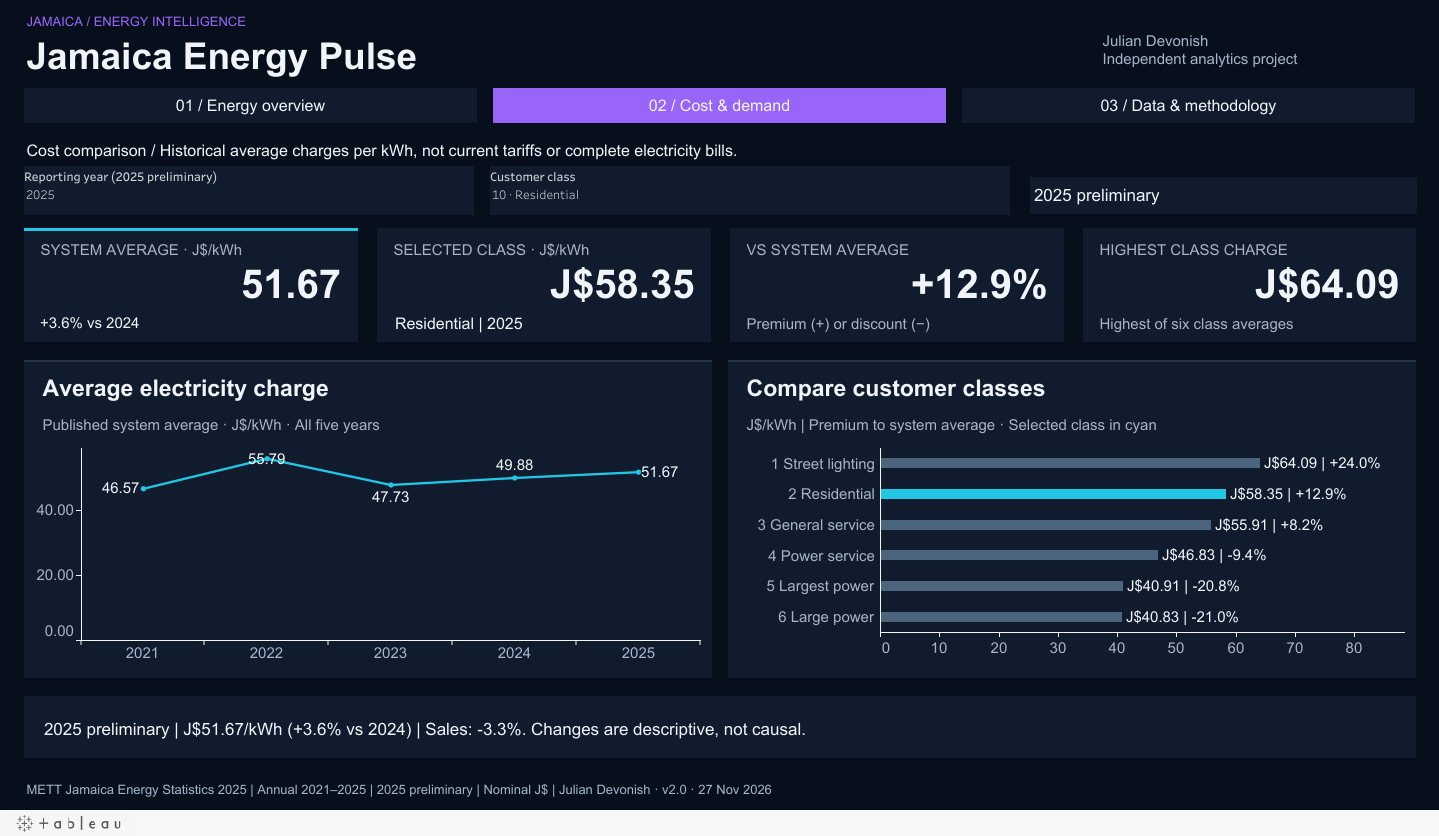 JAMAICA / ENERGY INTELLIGENCE
Jamaica Energy Pulse
Julian Devonish
Independent analytics project
01 / Energy overview
02 / Cost & demand
03 / Data & methodology
Cost comparison / Historical average charges per kWh, not current tariffs or complete electricity bills.
Reporting year (2025 preliminary)
2025
Customer class
10 · Residential
2025 preliminary
SYSTEM AVERAGE · J$/kWh
51.67
+3.6% vs 2024
SELECTED CLASS · J$/kWh
J$58.35
Residential | 2025
VS SYSTEM AVERAGE
+12.9%
Premium (+) or discount (−)
HIGHEST CLASS CHARGE
J$64.09
Highest of six class averages
Average electricity charge
Published system average · J$/kWh · All five years
55.79
46.57
47.73
49.88
51.67
40.00
20.00
0.00
2021 2022 2023 2024 2025
Compare customer classes
J$/kWh | Premium to system average · Selected class in cyan
1 Street lighting J$64.09 | +24.0%
2 Residential J$58.35 | +12.9%
3 General service J$55.91 | +8.2%
4 Power service J$46.83 | -9.4%
5 Largest power J$40.91 | -20.8%
6 Large power J$40.83 | -21.0%
0 10 20 30 40 50 60 70 80
2025 preliminary | J$51.67/kWh (+3.6% vs 2024) | Sales: -3.3%. Changes are descriptive, not causal.
METT Jamaica Energy Statistics 2025 | Annual 2021–2025 | 2025 preliminary | Nominal J$ | Julian Devonish · v2.0 · 27 Nov 2026
+ableau